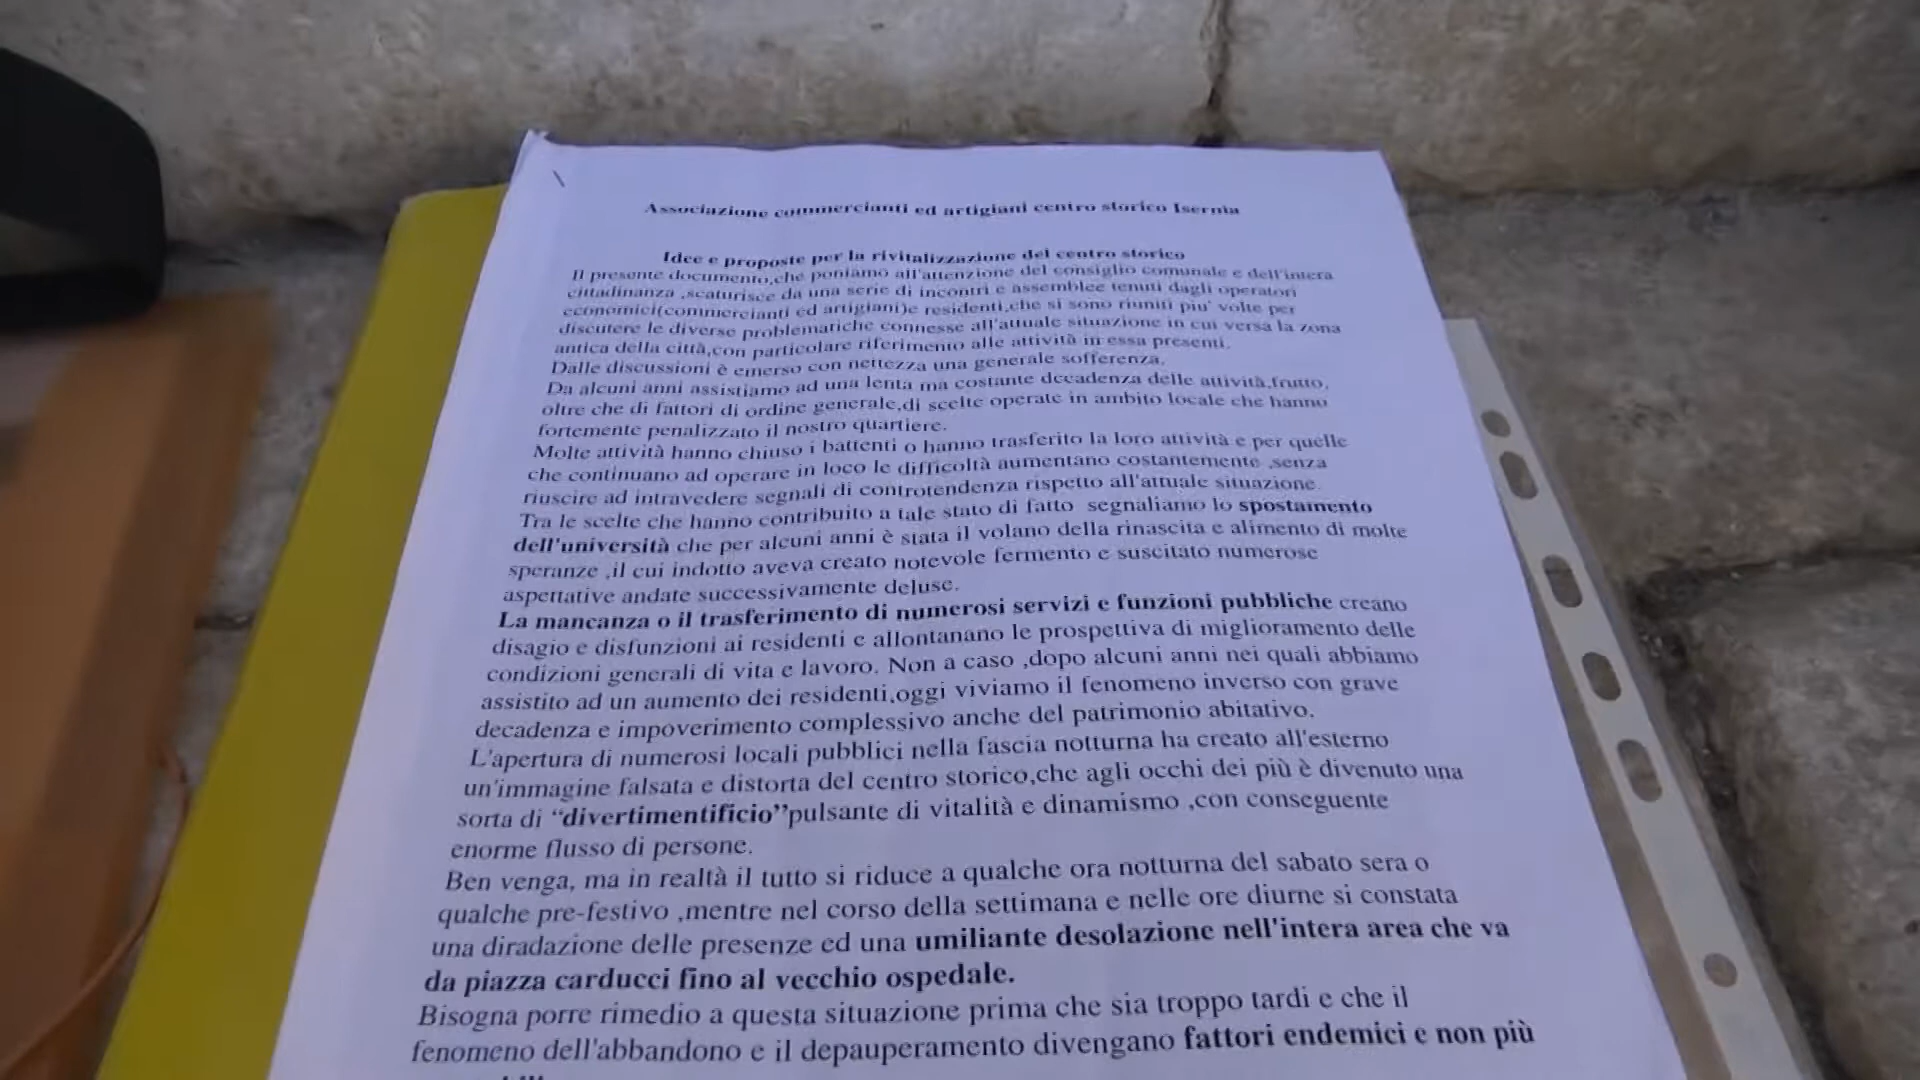 Associazione commercianti ed artigiani centro storico Isernia
Idee e proposte per la rivitalizzazione del centro storico
Il presente documento,che poniamo all'attenzione del consiglio comunale e dell'intera
cittadinanza ,scaturisce da una serie di incontri e assemblee tenuti dagli operatori
economici(commercianti ed artigiani)e residenti,che si sono riuniti piu' volte per
discutere le diverse problematiche connesse all'attuale situazione in cui versa la zona
antica della città,con particolare riferimento alle attività in essa presenti.
Dalle discussioni è emerso con nettezza una generale sofferenza.
Da alcuni anni assistiamo ad una lenta ma costante decadenza delle attività,frutto,
oltre che di fattori di ordine generale,di scelte operate in ambito locale che hanno
fortemente penalizzato il nostro quartiere.
Molte attività hanno chiuso i battenti o hanno trasferito la loro attività e per quelle
che continuano ad operare in loco le difficoltà aumentano costantemente ,senza
riuscire ad intravedere segnali di controtendenza rispetto all'attuale situazione.
Tra le scelte che hanno contribuito a tale stato di fatto segnaliamo lo spostamento
dell'università che per alcuni anni è stata il volano della rinascita e alimento di molte
speranze ,il cui indotto aveva creato notevole fermento e suscitato numerose
aspettative andate successivamente deluse.
La mancanza o il trasferimento di numerosi servizi e funzioni pubbliche creano
disagio e disfunzioni ai residenti e allontanano le prospettiva di miglioramento delle
condizioni generali di vita e lavoro. Non a caso ,dopo alcuni anni nei quali abbiamo
assistito ad un aumento dei residenti,oggi viviamo il fenomeno inverso con grave
decadenza e impoverimento complessivo anche del patrimonio abitativo.
L'apertura di numerosi locali pubblici nella fascia notturna ha creato all'esterno
un'immagine falsata e distorta del centro storico,che agli occhi dei più è divenuto una
sorta di “divertimentificio”pulsante di vitalità e dinamismo ,con conseguente
enorme flusso di persone.
Ben venga, ma in realtà il tutto si riduce a qualche ora notturna del sabato sera o
qualche pre-festivo ,mentre nel corso della settimana e nelle ore diurne si constata
una diradazione delle presenze ed una umiliante desolazione nell'intera area che va
da piazza carducci fino al vecchio ospedale.
Bisogna porre rimedio a questa situazione prima che sia troppo tardi e che il
fenomeno dell'abbandono e il depauperamento divengano fattori endemici e non più